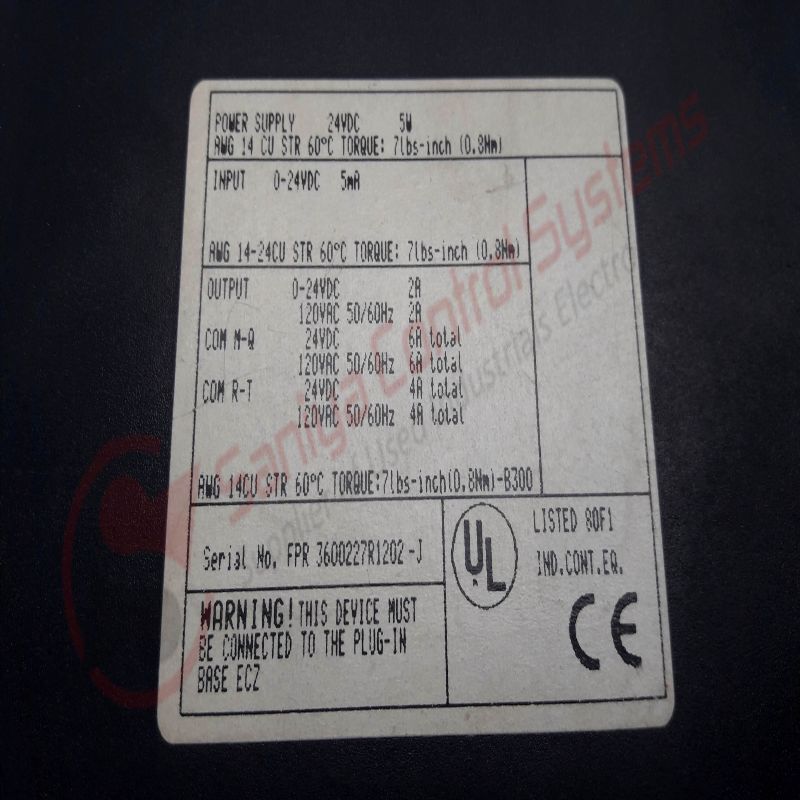 POWER SUPPLY 24VDC 5W
AWG 14 CU STR 60°C TORQUE: 7lbs-inch (0.8Nm)
INPUT 0-24VDC 5mA
AWG 14-24CU STR 60°C TORQUE: 7lbs-inch (0.8Nm)
OUTPUT 0-24VDC 2A
120VAC 50/60Hz 2A
COM M-Q 24VDC 6A total
120VAC 50/60Hz 6A total
COM R-T 24VDC 4A total
120VAC 50/60Hz 4A total
AWG 14CU STR 60°C TORQUE:7lbs-inch(0.8Nm)-B300
Serial No. FPR 3600227R1202-J
WARNING! THIS DEVICE MUST
BE CONNECTED TO THE PLUG-IN
BASE ECZ
UL
LISTED 80F1
IND.CONT.EQ.
CE
Saniya Control Systems
Used Industrials Electro